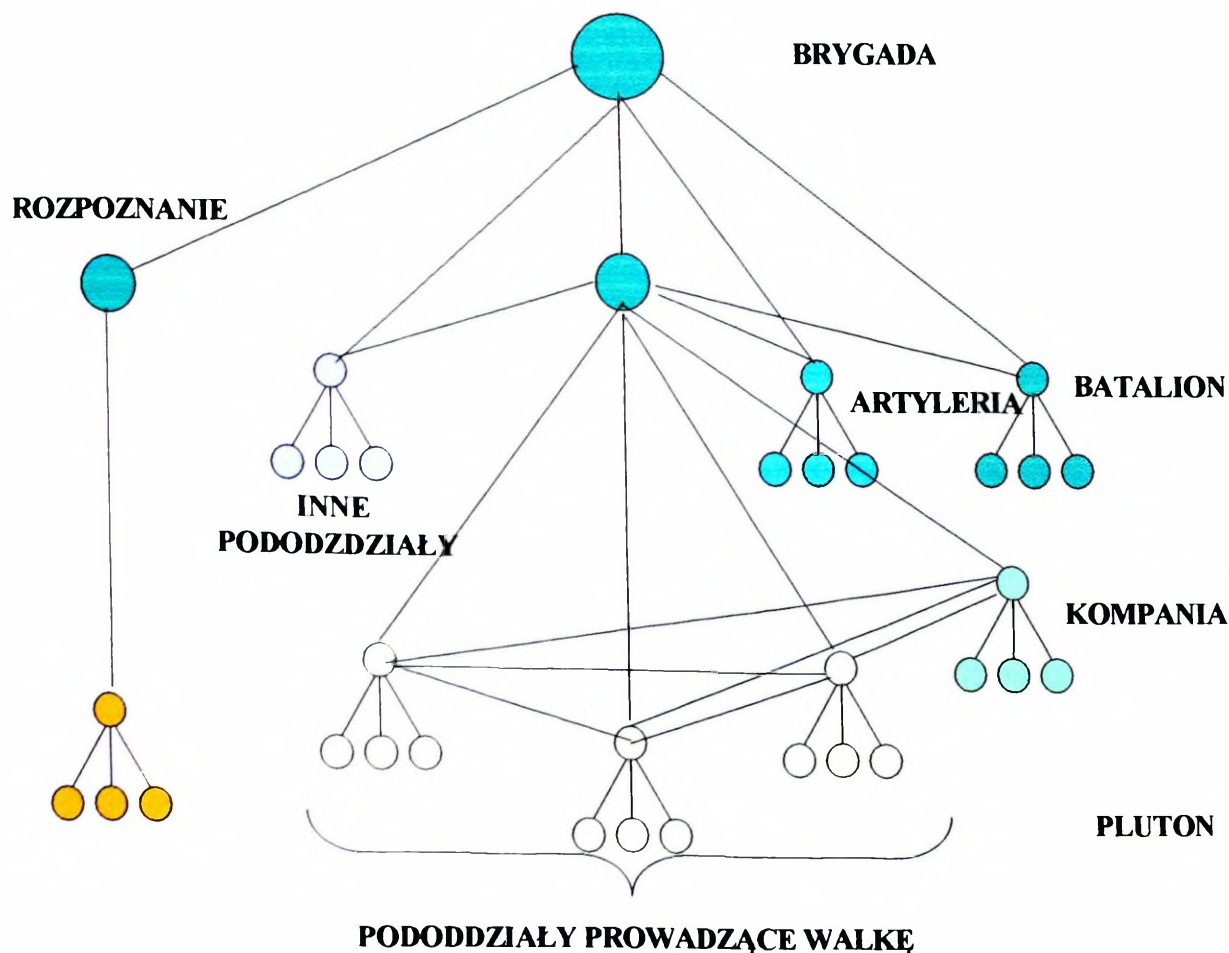 BRYGADA
ROZPOZNANIE
ARTYLERIA
BATALION
INNE
PODODZDZIAŁY
KOMPANIA
PLUTON
PODODDZIAŁY PROWADZĄCE WALKĘ